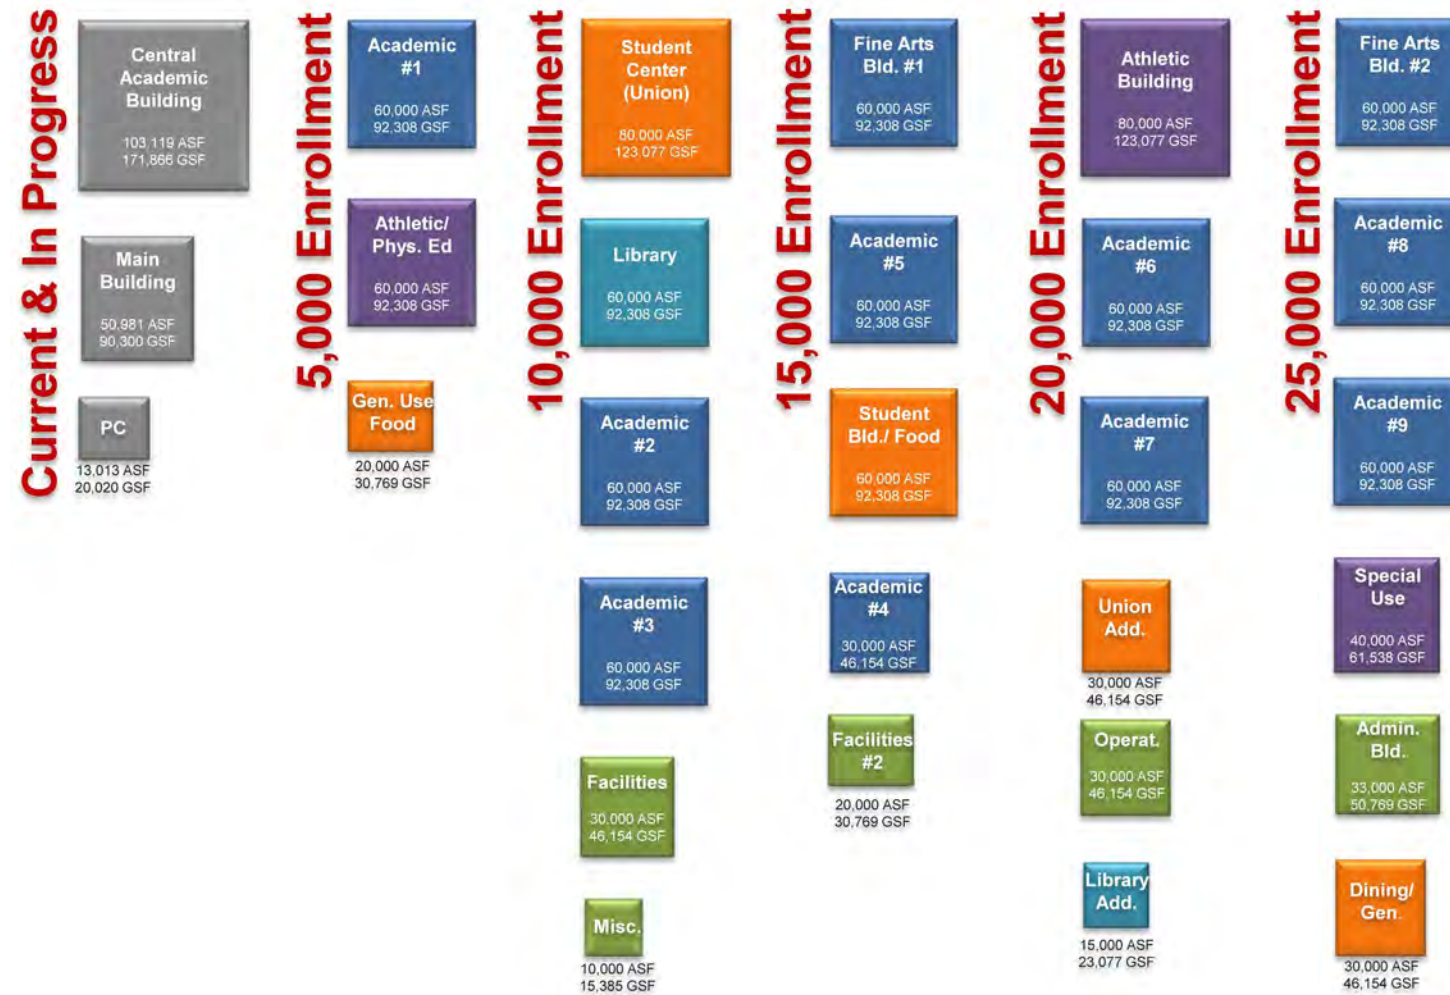 Current & In Progress
Central
Academic
Building
103,119 ASF
171,866 GSF
Main
Building
50,981 ASF
90,300 GSF
PC
13,013 ASF
20,020 GSF
5,000 Enrollment
Academic
#1
60,000 ASF
92,308 GSF
Athletic/
Phys. Ed
60,000 ASF
92,308 GSF
Gen. Use
Food
20,000 ASF
30,769 GSF
10,000 Enrollment
Student
Center
(Union)
80,000 ASF
123,077 GSF
Library
60,000 ASF
92,308 GSF
Academic
#2
60,000 ASF
92,308 GSF
Academic
#3
60,000 ASF
92,308 GSF
Facilities
30,000 ASF
46,154 GSF
Misc.
10,000 ASF
15,385 GSF
15,000 Enrollment
Fine Arts
Bld. #1
60,000 ASF
92,308 GSF
Academic
#5
60,000 ASF
92,308 GSF
Student
Bld./ Food
60,000 ASF
92,308 GSF
Academic
#4
30,000 ASF
46,154 GSF
Facilities
#2
20,000 ASF
30,769 GSF
20,000 Enrollment
Athletic
Building
80,000 ASF
123,077 GSF
Academic
#6
60,000 ASF
92,308 GSF
Academic
#7
60,000 ASF
92,308 GSF
Union
Add.
30,000 ASF
46,154 GSF
Operat.
30,000 ASF
46,154 GSF
Library
Add.
15,000 ASF
23,077 GSF
25,000 Enrollment
Fine Arts
Bld. #2
60,000 ASF
92,308 GSF
Academic
#8
60,000 ASF
92,308 GSF
Academic
#9
60,000 ASF
92,308 GSF
Special
Use
40,000 ASF
61,538 GSF
Admin.
Bld.
33,000 ASF
50,769 GSF
Dining/
Gen.
30,000 ASF
46,154 GSF